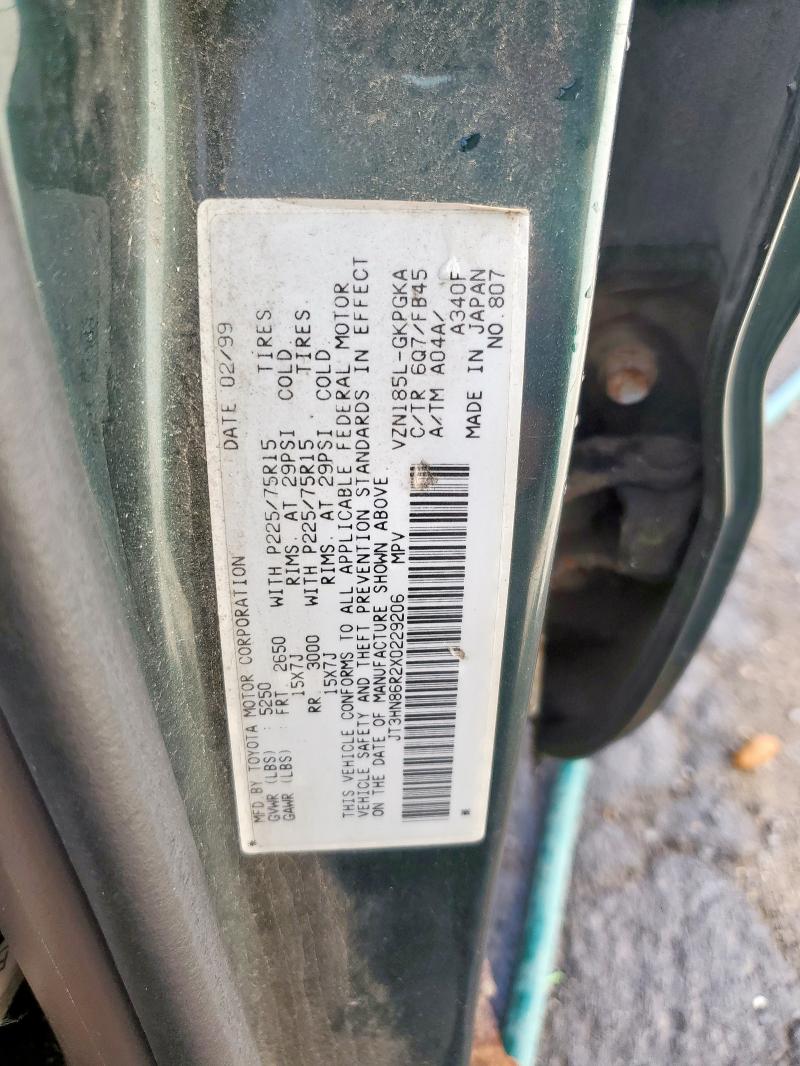 MFD BY TOYOTA MOTOR CORPORATION DATE 02/99
GVWR (LBS) : 5250
GAWR (LBS) : FRT 2650 WITH P225/75R15 TIRES
15X7J RIMS. AT 29PSI COLD
RR 3000 WITH P225/75R15 TIRES
15X7J RIMS. AT 29PSI COLD
THIS VEHICLE CONFORMS TO ALL APPLICABLE FEDERAL MOTOR
VEHICLE SAFETY AND THEFT PREVENTION STANDARDS IN EFFECT
ON THE DATE OF MANUFACTURE SHOWN ABOVE
JT3HN86R2X0229206 MPV
VZN185L-GKPGKA
C/TR 6Q7/FB45
A/TM A04A/
A340F
MADE IN JAPAN
NO.807